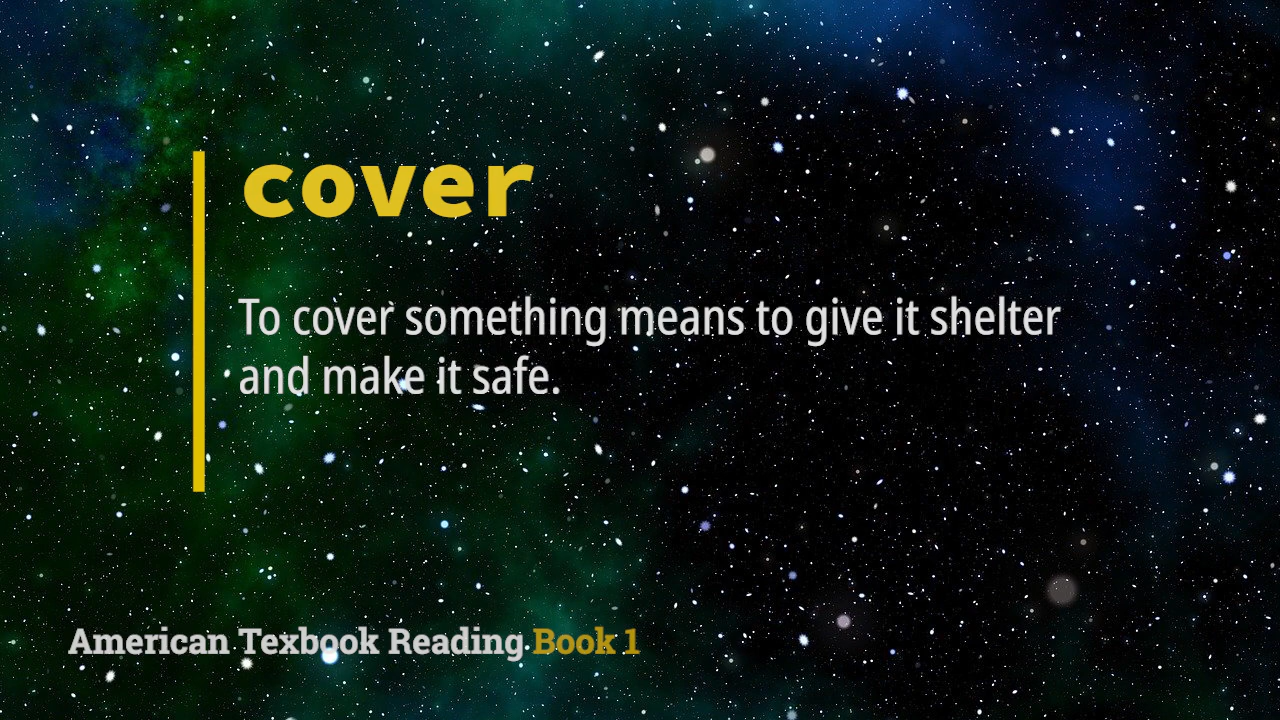 cover
To cover something means to give it shelter
and make it safe.
American Texbook Reading Book 1